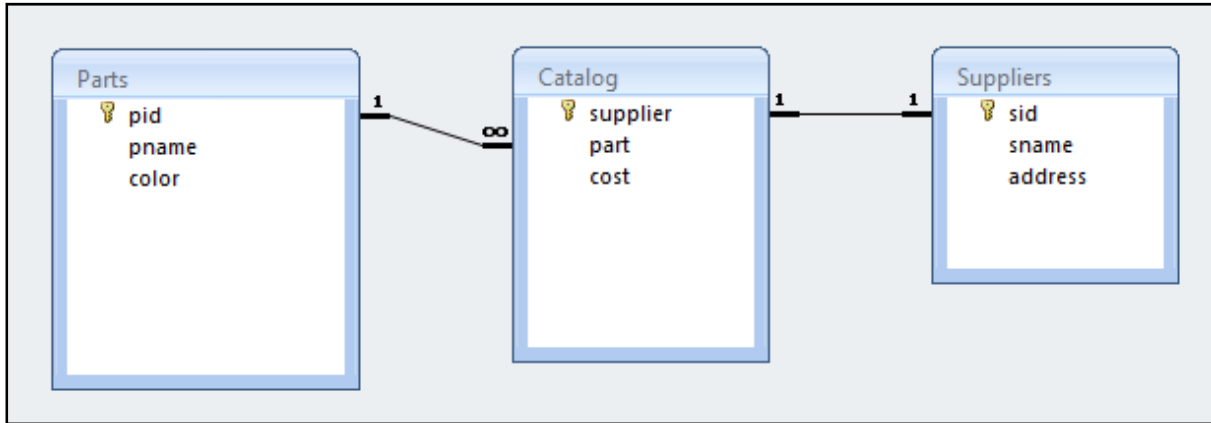 Parts
pid
pname
color
1
∞
Catalog
supplier
part
cost
1
1
Suppliers
sid
sname
address